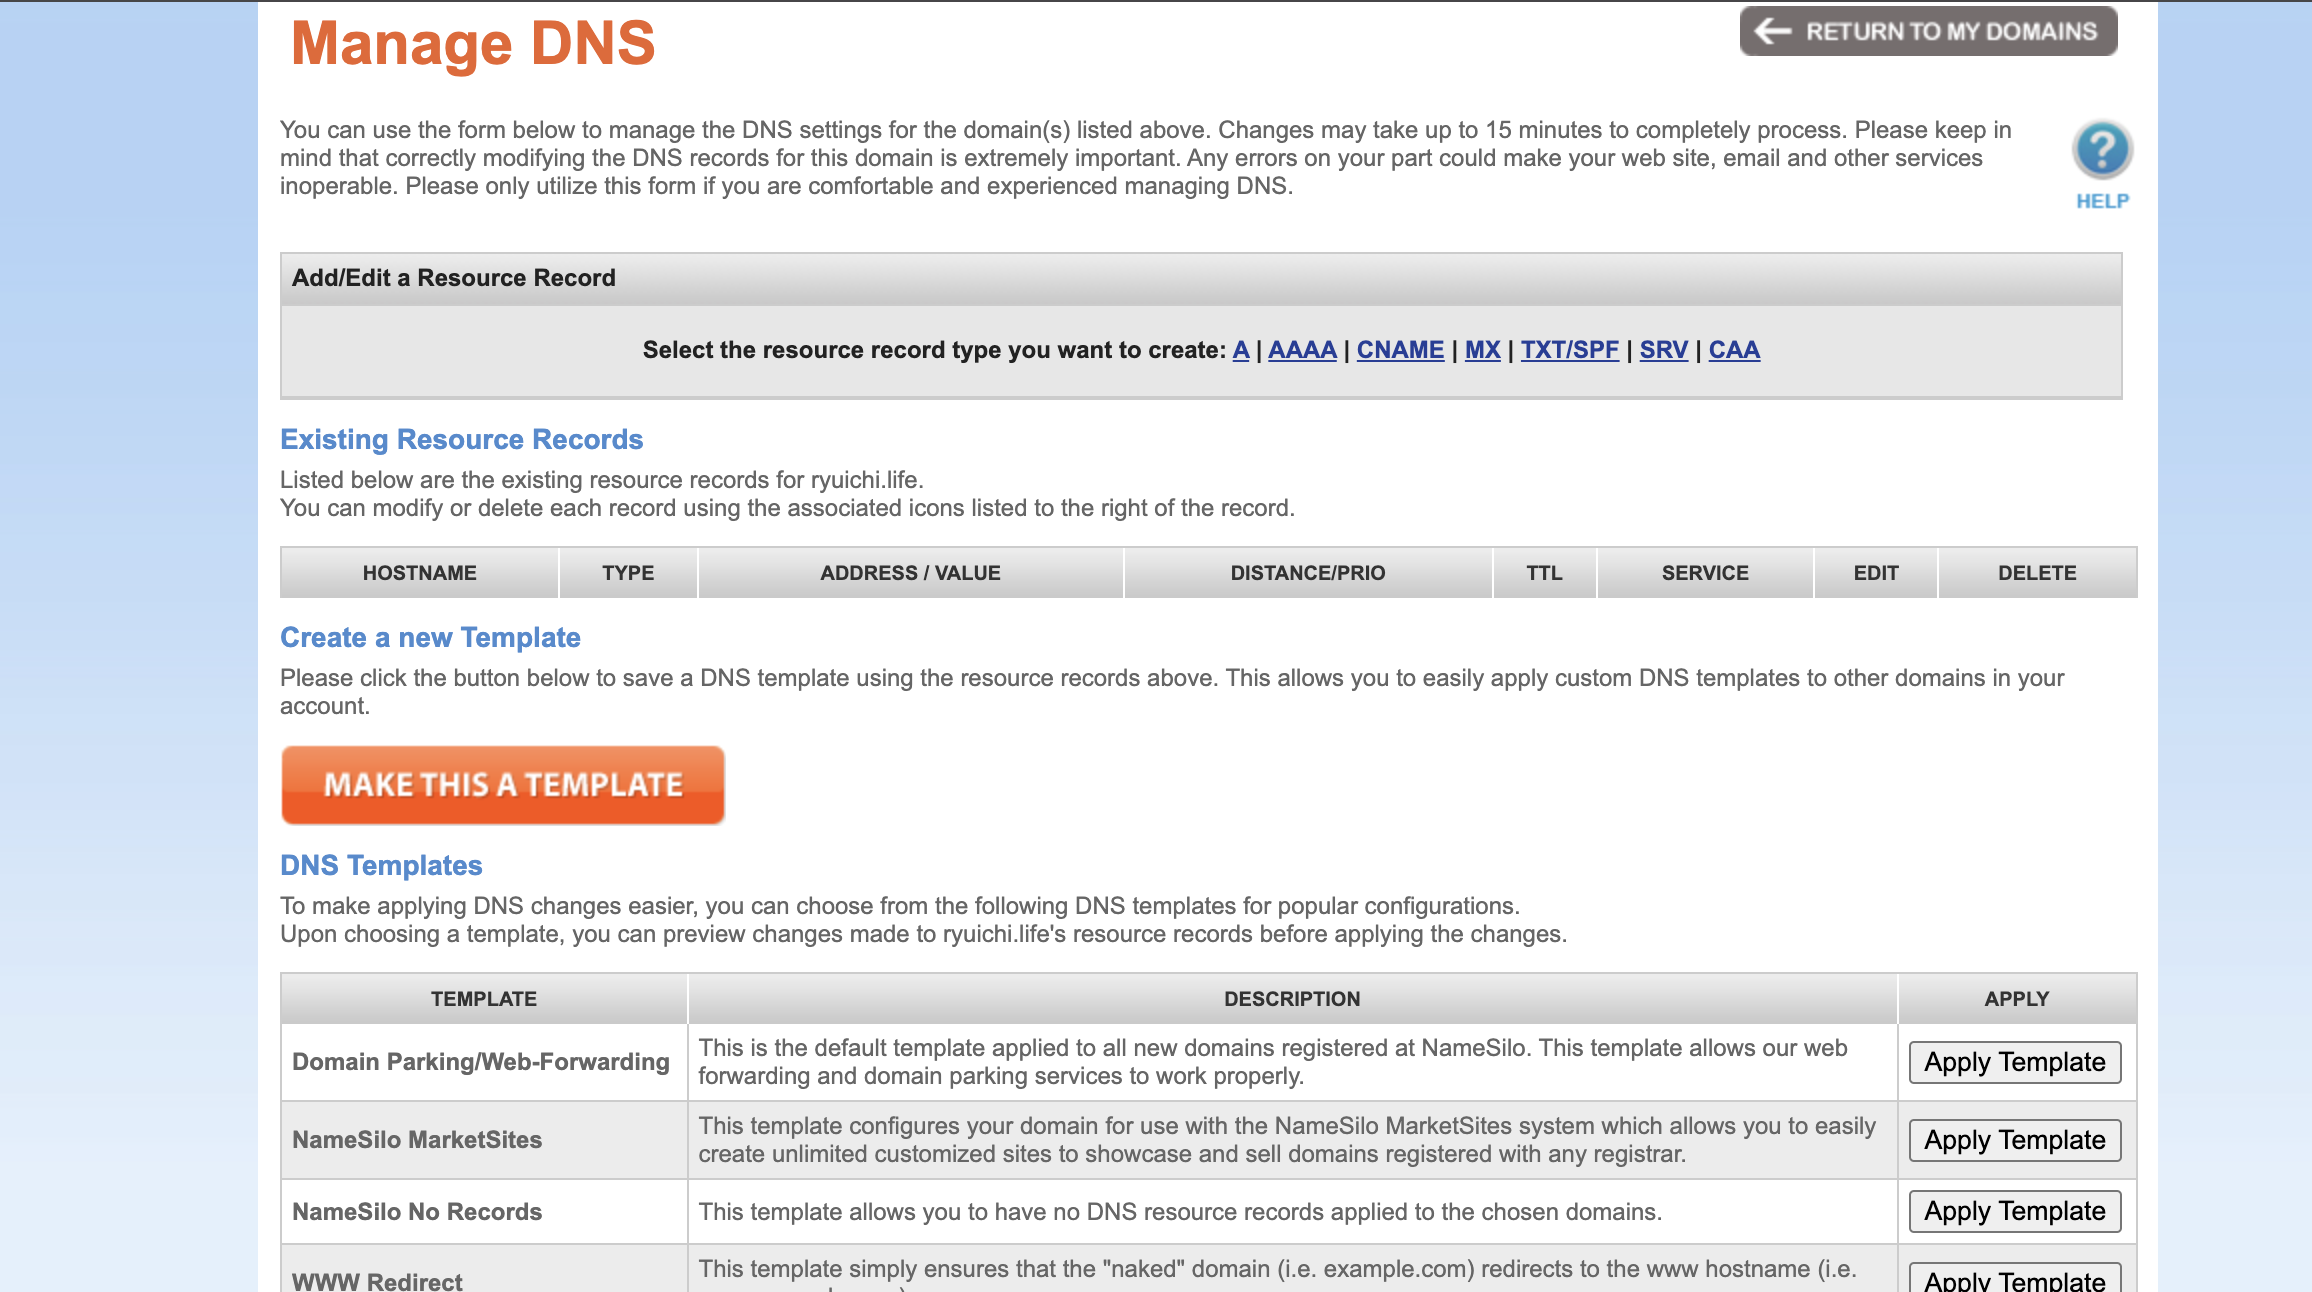 Manage DNS
RETURN TO MY DOMAINS
You can use the form below to manage the DNS settings for the domain(s) listed above. Changes may take up to 15 minutes to completely process. Please keep in
mind that correctly modifying the DNS records for this domain is extremely important. Any errors on your part could make your web site, email and other services
inoperable. Please only utilize this form if you are comfortable and experienced managing DNS.
?
HELP
Add/Edit a Resource Record
Select the resource record type you want to create: A | AAAA | CNAME | MX | TXT/SPF | SRV | CAA
Existing Resource Records
Listed below are the existing resource records for ryuichi.life.
You can modify or delete each record using the associated icons listed to the right of the record.
HOSTNAME TYPE ADDRESS / VALUE DISTANCE/PRIO TTL SERVICE EDIT DELETE
Create a new Template
Please click the button below to save a DNS template using the resource records above. This allows you to easily apply custom DNS templates to other domains in your
account.
MAKE THIS A TEMPLATE
DNS Templates
To make applying DNS changes easier, you can choose from the following DNS templates for popular configurations.
Upon choosing a template, you can preview changes made to ryuichi.life's resource records before applying the changes.
TEMPLATE DESCRIPTION APPLY
Domain Parking/Web-Forwarding
This is the default template applied to all new domains registered at NameSilo. This template allows our web
forwarding and domain parking services to work properly.
Apply Template
NameSilo MarketSites
This template configures your domain for use with the NameSilo MarketSites system which allows you to easily
create unlimited customized sites to showcase and sell domains registered with any registrar.
Apply Template
NameSilo No Records
This template allows you to have no DNS resource records applied to the chosen domains.
Apply Template
WWW Redirect
This template simply ensures that the "naked" domain (i.e. example.com) redirects to the www hostname (i.e.
Apply Template